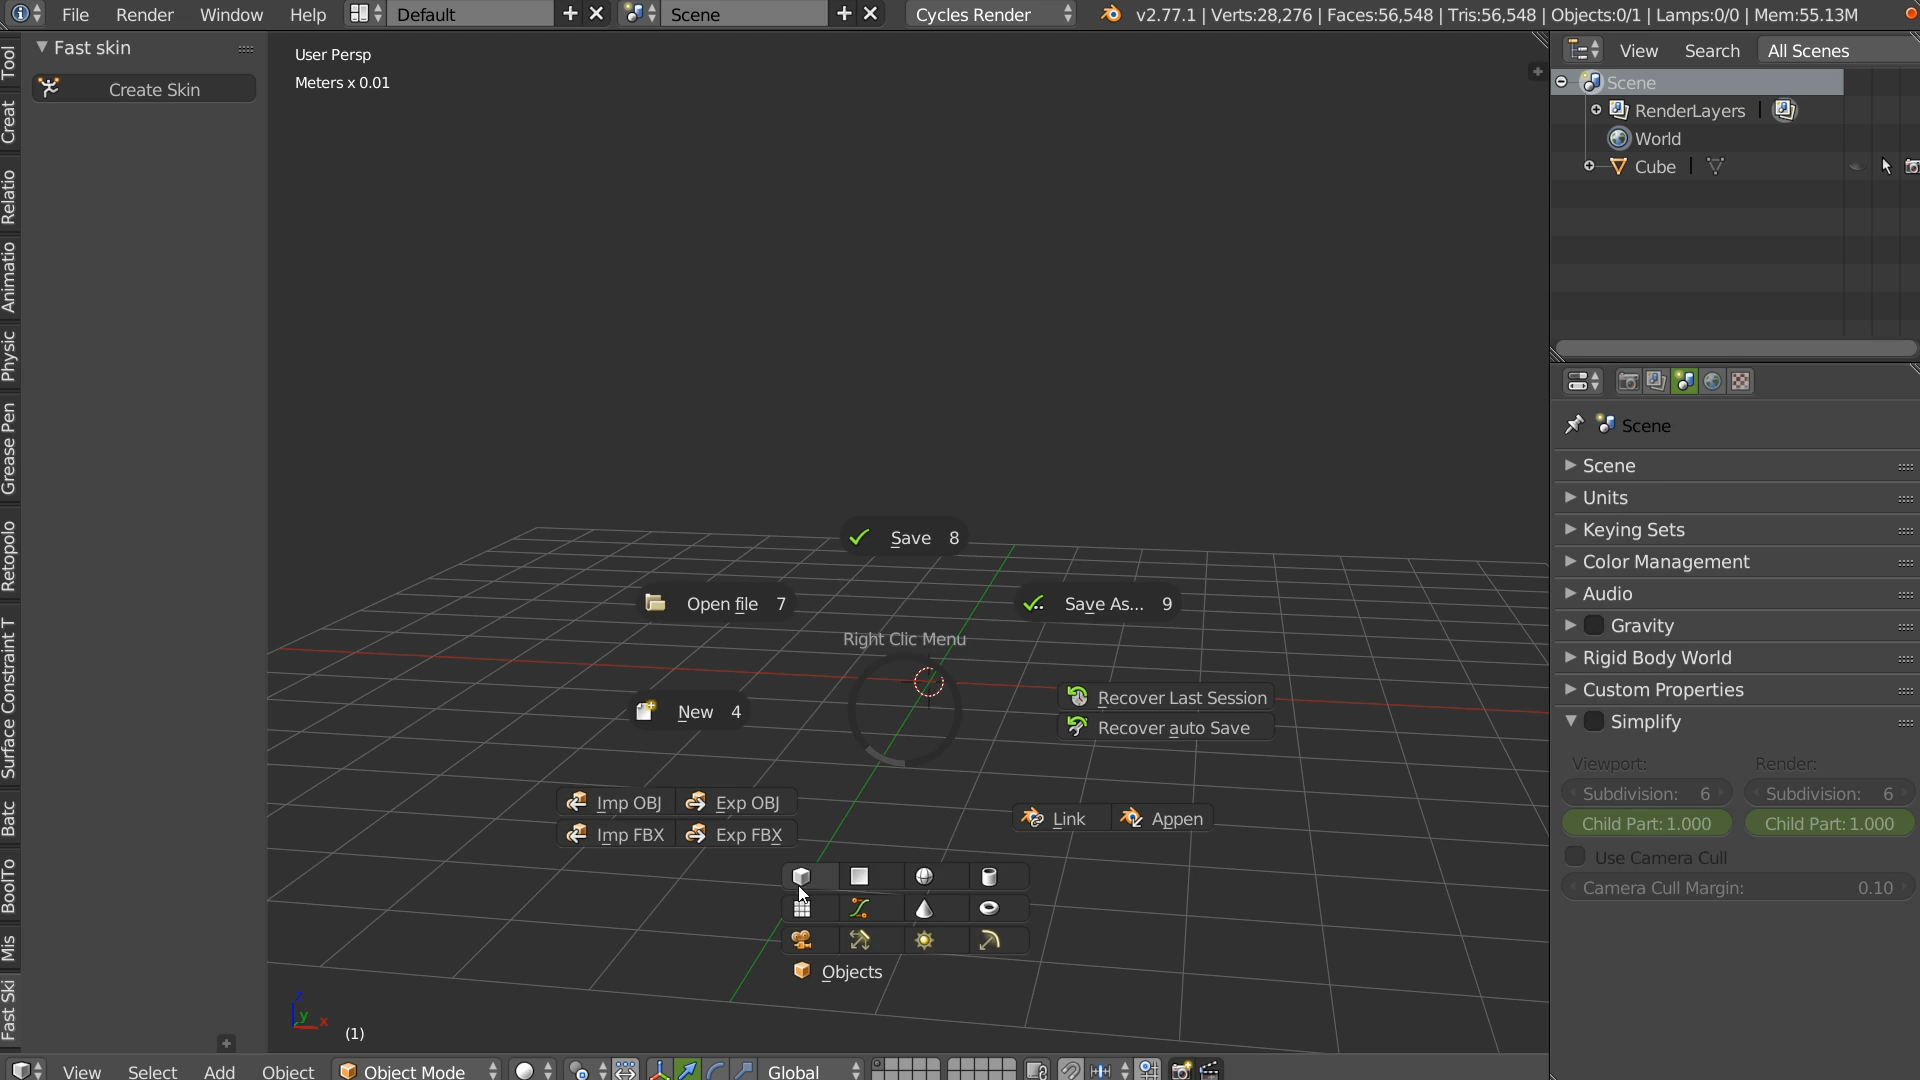 File Render Window Help Default Scene Cycles Render v2.77.1 | Verts:28,276 | Faces:56,548 | Tris:56,548 | Objects:0/1 | Lamps:0/0 | Mem:55.13M
Fast skin
Create Skin
Tool
Creat
Relatio
Animatio
Physic
Grease Pen
Retopolo
Surface Constraint T
Batc
BoolTo
Mis
Fast Ski
User Persp
Meters x 0.01
Save 8
Open file 7
Save As... 9
Right Clic Menu
New 4
Recover Last Session
Recover auto Save
Imp OBJ Exp OBJ
Imp FBX Exp FBX
Link Appen
Objects
z
y x
(1)
View Select Add Object Object Mode Global
View Search All Scenes
Scene
RenderLayers
World
Cube
Scene
Scene
Units
Keying Sets
Color Management
Audio
Gravity
Rigid Body World
Custom Properties
Simplify
Viewport: Render:
Subdivision: 6 Subdivision: 6
Child Part: 1.000 Child Part: 1.000
Use Camera Cull
Camera Cull Margin: 0.10